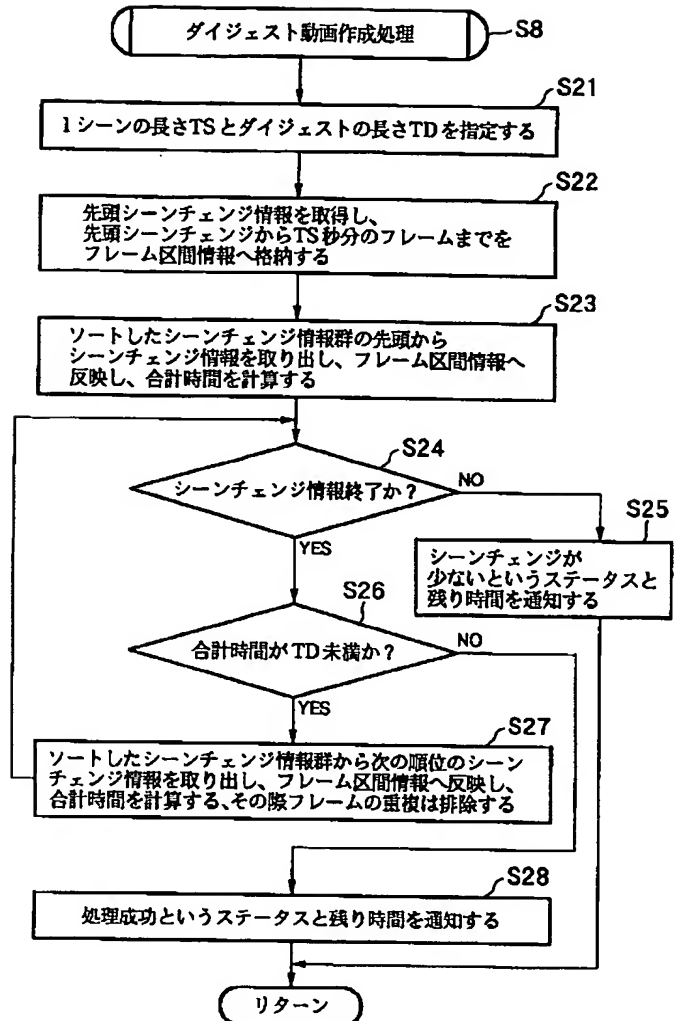 ダイジェスト動画作成処理
S8
S21
1シーンの長さTSとダイジェストの長さTDを指定する
S22
先頭シーンチェンジ情報を取得し、
先頭シーンチェンジからTS秒分のフレームまでを
フレーム区間情報へ格納する
S23
ソートしたシーンチェンジ情報群の先頭から
シーンチェンジ情報を取り出し、フレーム区間情報へ
反映し、合計時間を計算する
S24
シーンチェンジ情報終了か?
NO
YES
S25
シーンチェンジが
少ないというステータスと
残り時間を通知する
S26
合計時間がTD未満か?
NO
YES
S27
ソートしたシーンチェンジ情報群から次の順位のシーン
チェンジ情報を取り出し、フレーム区間情報へ反映し、
合計時間を計算する、その際フレームの重複は排除する
S28
処理成功というステータスと残り時間を通知する
リターン